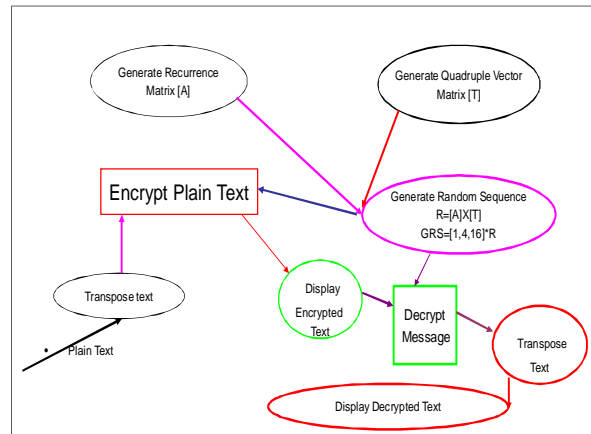 Generate Recurrence
Matrix [A]
Generate Quadruple Vector
Matrix [T]
Encrypt Plain Text
Generate Random Sequence
R=[A]X[T]
GRS=[1,4,16]*R
Transpose text
• Plain Text
Display
Encrypted
Text
Decrypt
Message
Transpose
Text
Display Decrypted Text